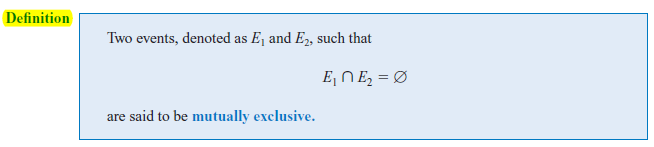 Definition
Two events, denoted as E₁ and E₂, such that
E₁ ∩ E₂ = ∅
are said to be mutually exclusive.